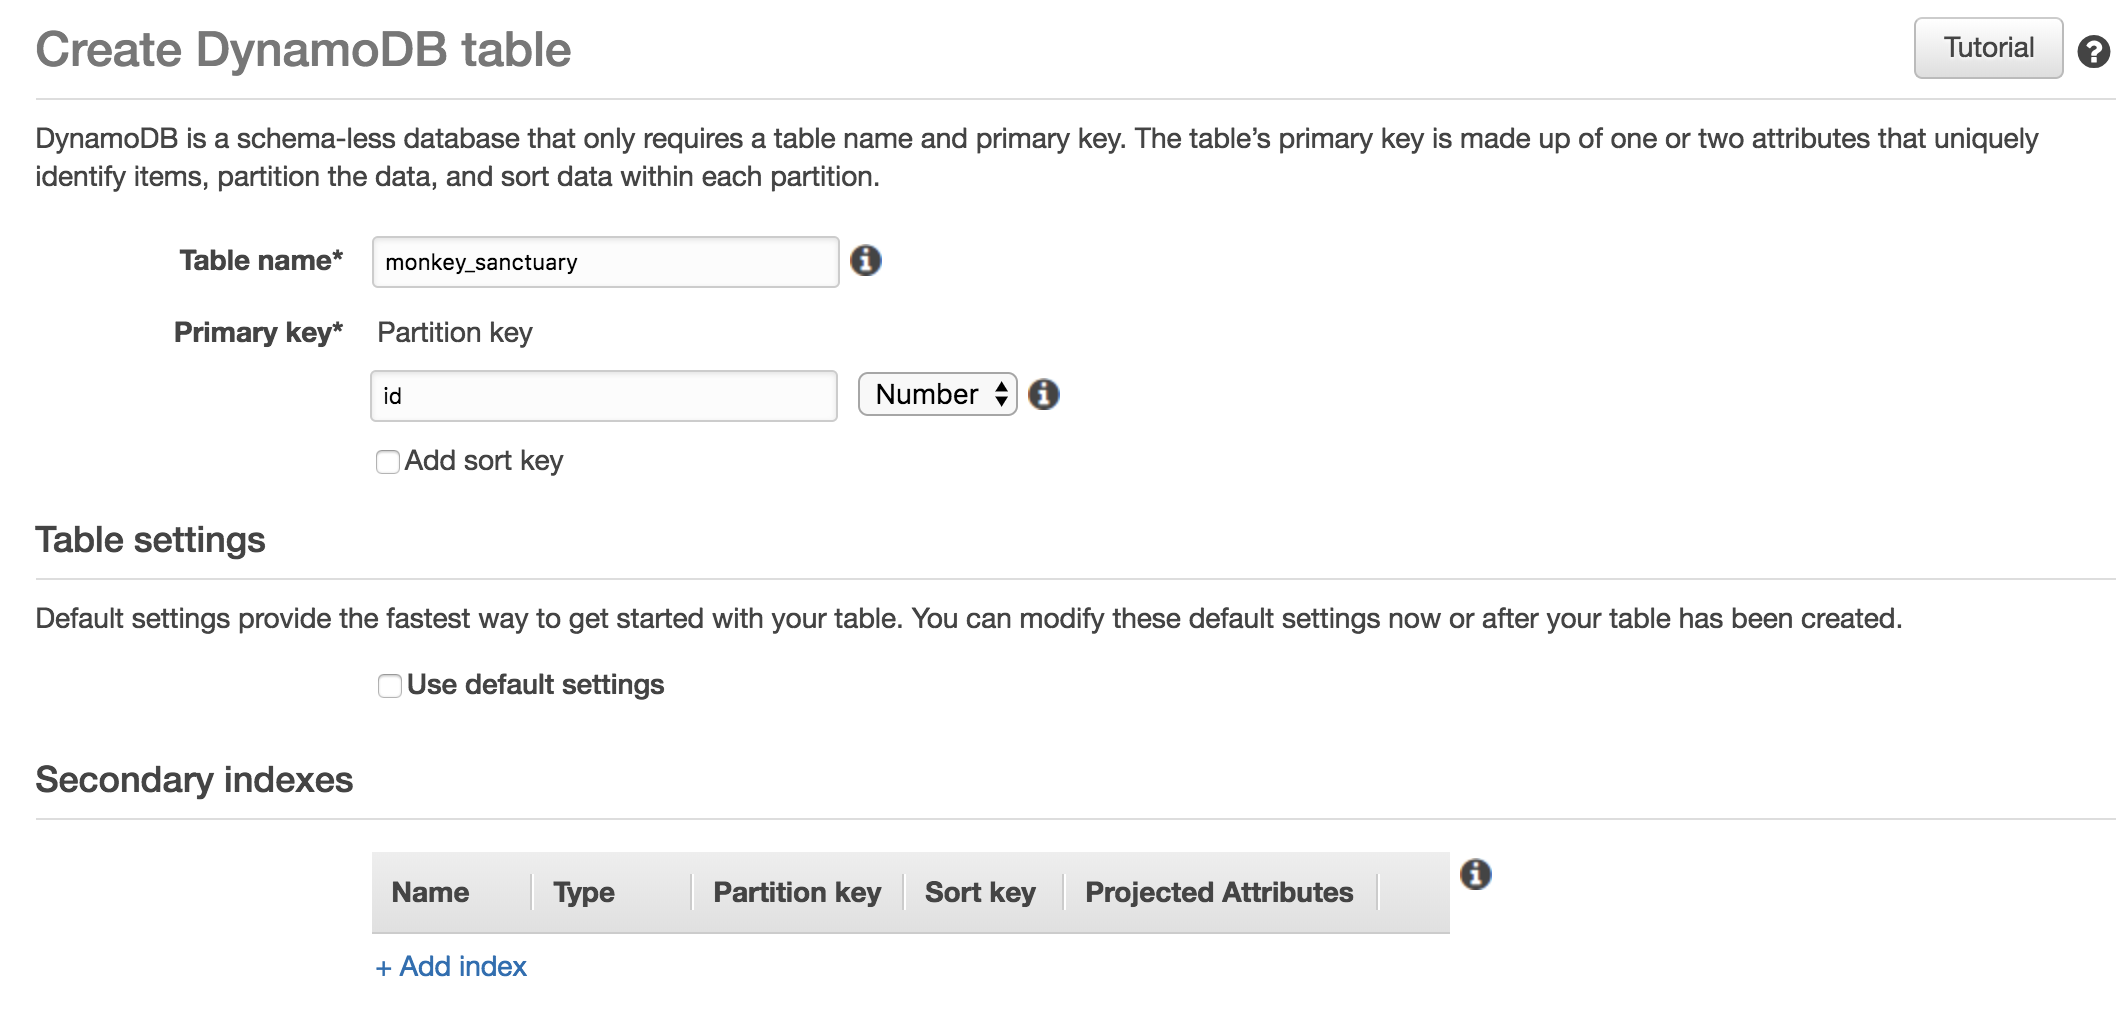 Create DynamoDB table
Tutorial
DynamoDB is a schema-less database that only requires a table name and primary key. The table’s primary key is made up of one or two attributes that uniquely
identify items, partition the data, and sort data within each partition.
Table name* monkey_sanctuary
Primary key* Partition key
id Number
Add sort key
Table settings
Default settings provide the fastest way to get started with your table. You can modify these default settings now or after your table has been created.
Use default settings
Secondary indexes
Name Type Partition key Sort key Projected Attributes
+ Add index